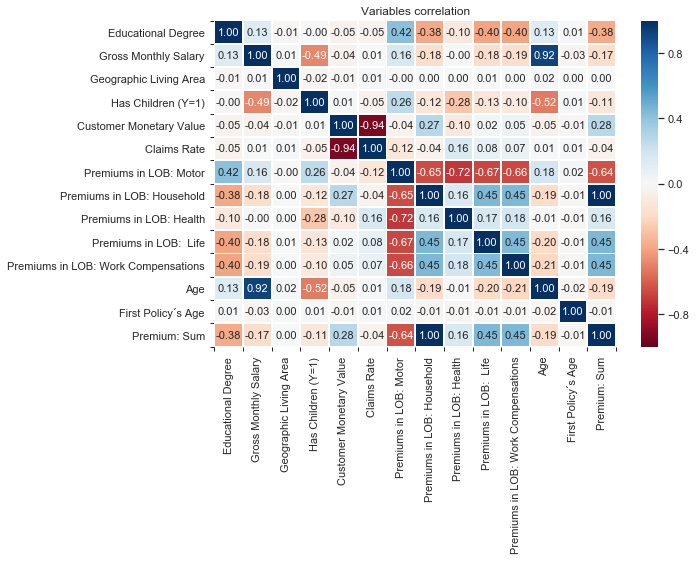 Variables correlation
Educational Degree 1.00 0.13 -0.01 -0.00 -0.05 -0.05 0.42 -0.38 -0.10 -0.40 -0.40 0.13 0.01 -0.38
Gross Monthly Salary 0.13 1.00 0.01 -0.49 -0.04 0.01 0.16 -0.18 -0.00 -0.18 -0.19 0.92 -0.03 -0.17
Geographic Living Area -0.01 0.01 1.00 -0.02 -0.01 0.01 -0.00 0.00 0.00 0.01 0.00 0.02 0.00 0.00
Has Children (Y=1) -0.00 -0.49 -0.02 1.00 0.01 -0.05 0.26 -0.12 -0.28 -0.13 -0.10 -0.52 0.01 -0.11
Customer Monetary Value -0.05 -0.04 -0.01 0.01 1.00 -0.94 -0.04 0.27 -0.10 0.02 0.05 -0.05 -0.01 0.28
Claims Rate -0.05 0.01 0.01 -0.05 -0.94 1.00 -0.12 -0.04 0.16 0.08 0.07 0.01 0.01 -0.04
Premiums in LOB: Motor 0.42 0.16 -0.00 0.26 -0.04 -0.12 1.00 -0.65 -0.72 -0.67 -0.66 0.18 0.02 -0.64
Premiums in LOB: Household -0.38 -0.18 0.00 -0.12 0.27 -0.04 -0.65 1.00 0.16 0.45 0.45 -0.19 -0.01 1.00
Premiums in LOB: Health -0.10 -0.00 0.00 -0.28 -0.10 0.16 -0.72 0.16 1.00 0.17 0.18 -0.01 -0.01 0.16
Premiums in LOB:  Life -0.40 -0.18 0.01 -0.13 0.02 0.08 -0.67 0.45 0.17 1.00 0.45 -0.20 -0.01 0.45
Premiums in LOB: Work Compensations -0.40 -0.19 0.00 -0.10 0.05 0.07 -0.66 0.45 0.18 0.45 1.00 -0.21 -0.01 0.45
Age 0.13 0.92 0.02 -0.52 -0.05 0.01 0.18 -0.19 -0.01 -0.20 -0.21 1.00 -0.02 -0.19
First Policy´s Age 0.01 -0.03 0.00 0.01 -0.01 0.01 0.02 -0.01 -0.01 -0.01 -0.01 -0.02 1.00 -0.01
Premium: Sum -0.38 -0.17 0.00 -0.11 0.28 -0.04 -0.64 1.00 0.16 0.45 0.45 -0.19 -0.01 1.00
Educational Degree
Gross Monthly Salary
Geographic Living Area
Has Children (Y=1)
Customer Monetary Value
Claims Rate
Premiums in LOB: Motor
Premiums in LOB: Household
Premiums in LOB: Health
Premiums in LOB:  Life
Premiums in LOB: Work Compensations
Age
First Policy´s Age
Premium: Sum
0.8
0.4
0.0
-0.4
-0.8